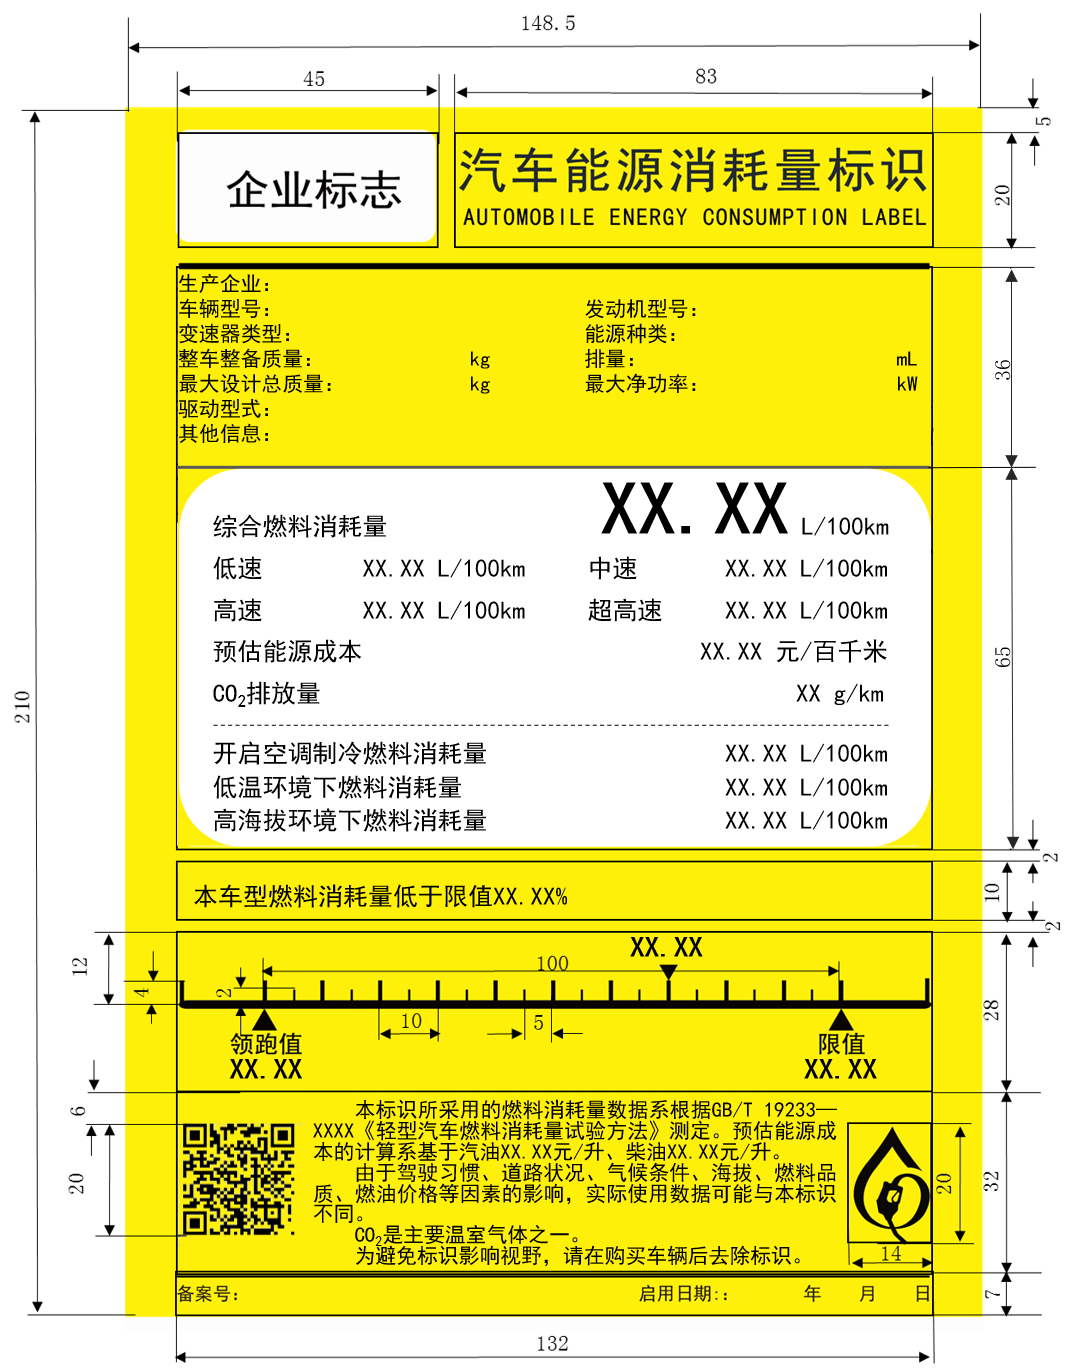 148.5
45
83
5
企业标志
汽车能源消耗量标识
AUTOMOBILE ENERGY CONSUMPTION LABEL
20
生产企业：
车辆型号： 发动机型号：
变速器类型： 能源种类：
整车整备质量： kg 排量： mL
最大设计总质量： kg 最大净功率： kW
驱动型式：
其他信息：
36
综合燃料消耗量 XX.XX L/100km
低速 XX.XX L/100km 中速 XX.XX L/100km
高速 XX.XX L/100km 超高速 XX.XX L/100km
预估能源成本 XX.XX 元/百千米
CO₂排放量 XX g/km
65
210
开启空调制冷燃料消耗量 XX.XX L/100km
低温环境下燃料消耗量 XX.XX L/100km
高海拔环境下燃料消耗量 XX.XX L/100km
2
本车型燃料消耗量低于限值XX.XX%
10
2
XX.XX
12
100
4
2
10
5
28
领跑值 限值
XX.XX XX.XX
6
本标识所采用的燃料消耗量数据系根据GB/T 19233—
XXXX《轻型汽车燃料消耗量试验方法》测定。预估能源成
本的计算系基于汽油XX.XX元/升、柴油XX.XX元/升。
由于驾驶习惯、道路状况、气候条件、海拔、燃料品
质、燃油价格等因素的影响，实际使用数据可能与本标识
不同。
CO₂是主要温室气体之一。
为避免标识影响视野，请在购买车辆后去除标识。
20
20
32
14
备案号： 启用日期:： 年 月 日
7
132